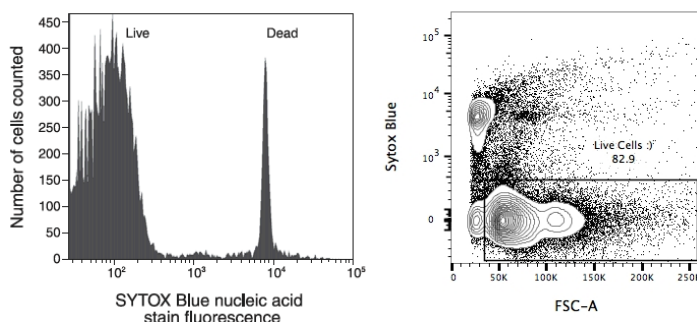 Number of cells counted
450
400
350
300
250
200
150
100
50
0
Live
Dead
10²
10³
10⁴
10⁵
SYTOX Blue nucleic acid
stain fluorescence
Sytox Blue
10⁵
10⁴
10³
0
Live Cells :)
82.9
0
50K
100K
150K
200K
250K
FSC-A